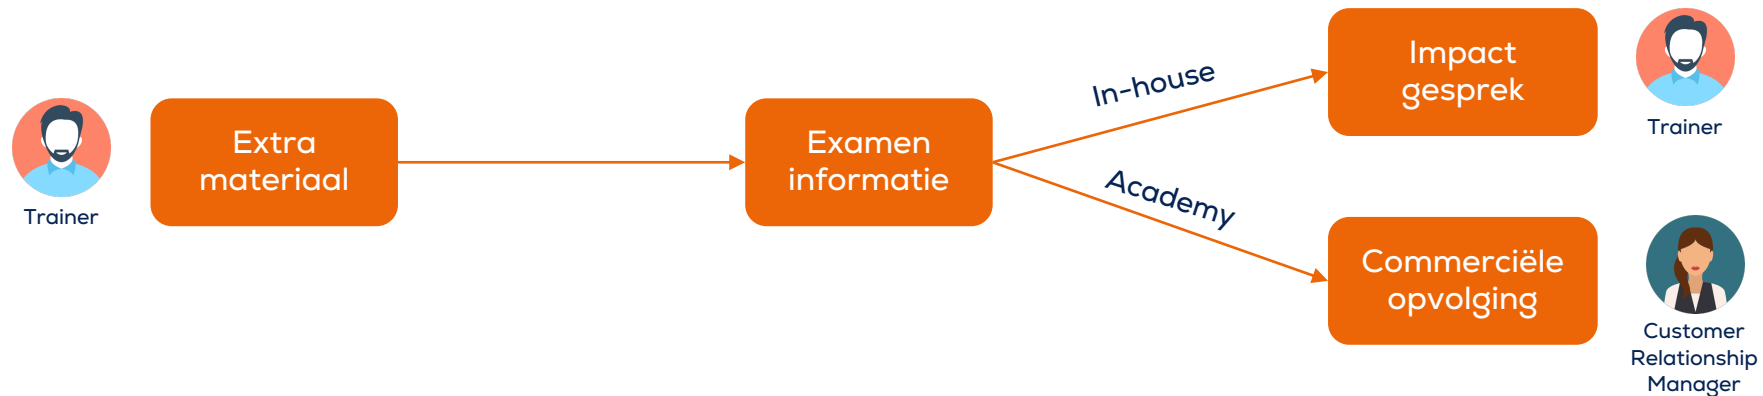 Trainer
Extra
materiaal
Examen
informatie
In-house
Academy
Impact
gesprek
Trainer
Commerciële
opvolging
Customer
Relationship
Manager